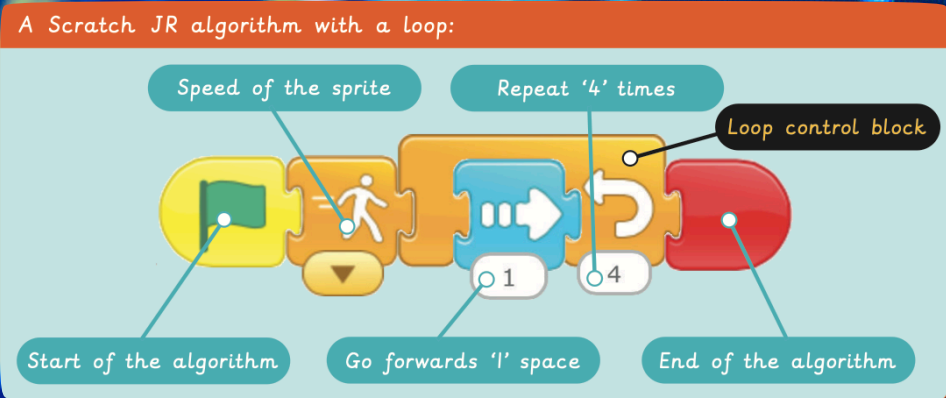 A Scratch JR algorithm with a loop:
Speed of the sprite
Repeat ‘4’ times
Loop control block
1
4
Start of the algorithm
Go forwards ‘1’ space
End of the algorithm